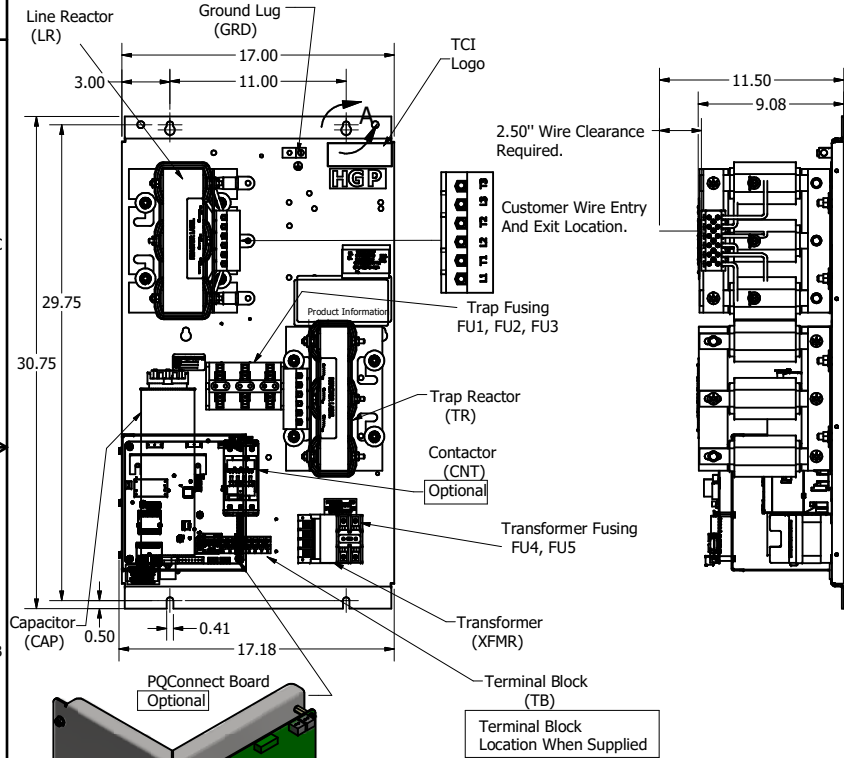 Line Reactor
(LR)
Ground Lug
(GRD)
17.00
3.00
11.00
TCI
Logo
A
HGP
11.50
9.08
2.50" Wire Clearance
Required.
T3
L3
T2
L2
T1
L1
Customer Wire Entry
And Exit Location.
29.75
30.75
Product Information
Trap Fusing
FU1, FU2, FU3
Trap Reactor
(TR)
Contactor
(CNT)
Optional
Transformer Fusing
FU4, FU5
Capacitor
(CAP)
0.50
0.41
17.18
Transformer
(XFMR)
PQConnect Board
Optional
Terminal Block
(TB)
Terminal Block
Location When Supplied